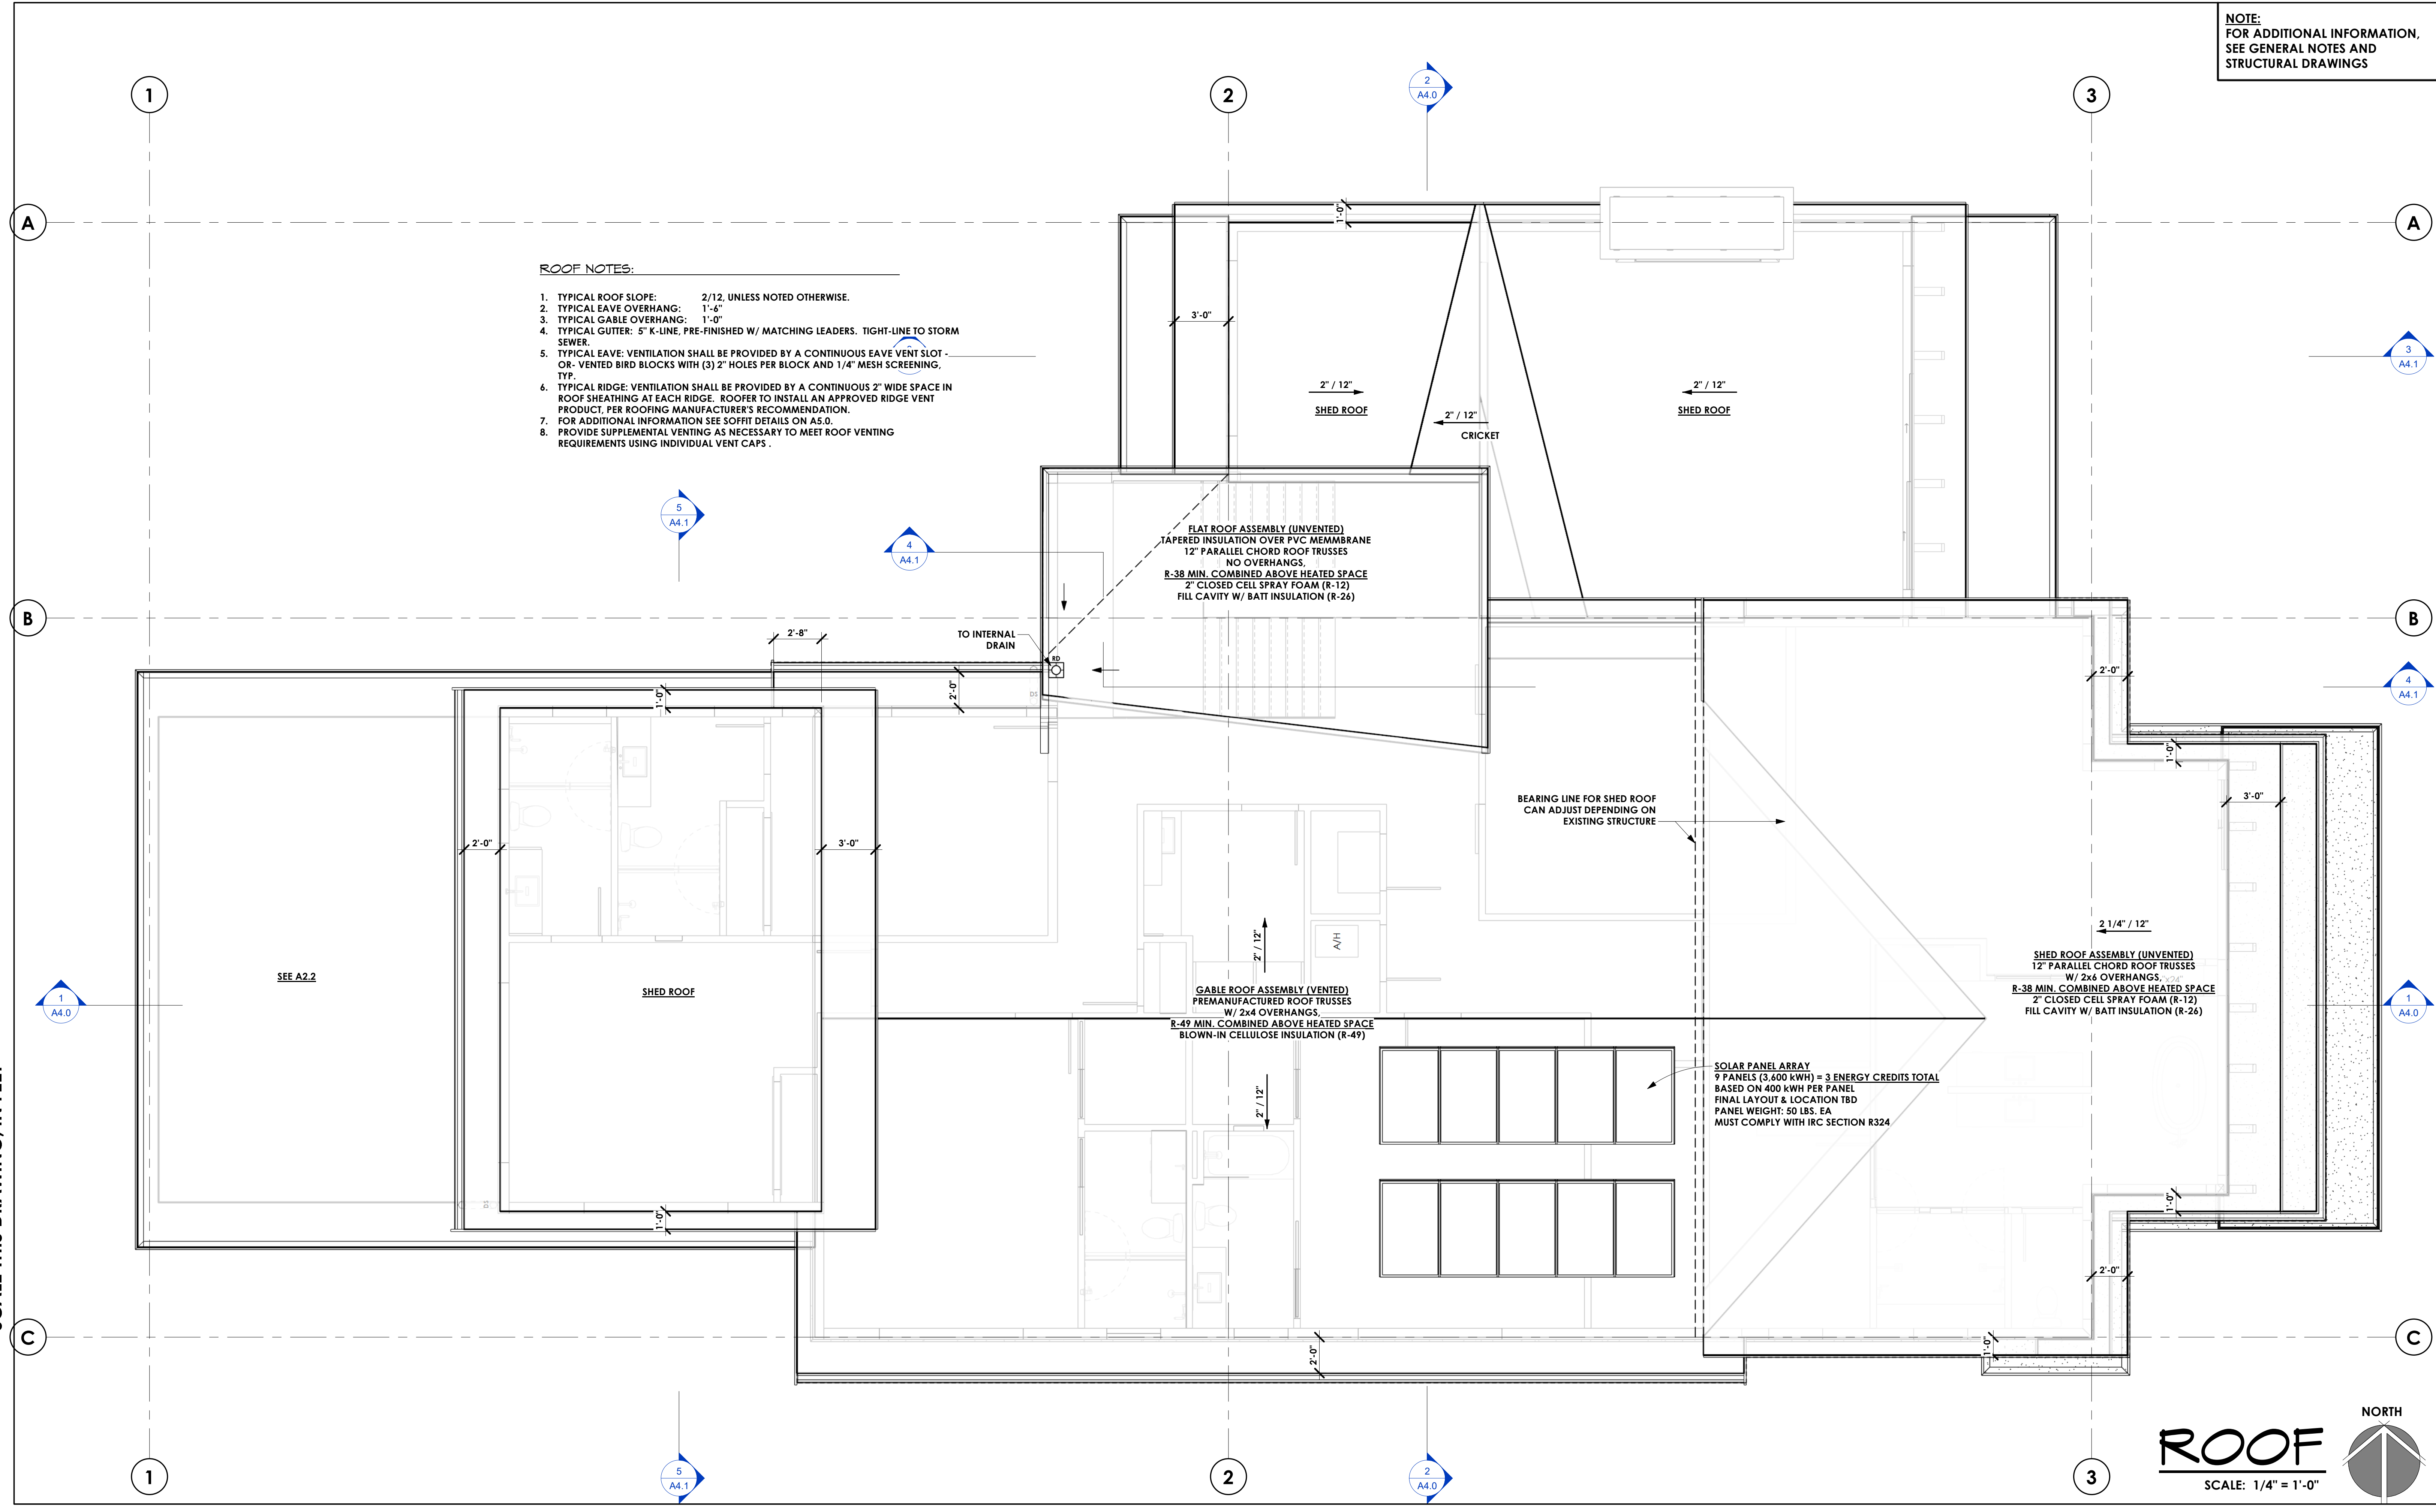 NOTE:
FOR ADDITIONAL INFORMATION,
SEE GENERAL NOTES AND
STRUCTURAL DRAWINGS
1
2
2
A4.0
3
A
A
1'-0"
ROOF NOTES:
1. TYPICAL ROOF SLOPE: 2/12, UNLESS NOTED OTHERWISE.
2. TYPICAL EAVE OVERHANG: 1'-6"
3. TYPICAL GABLE OVERHANG: 1'-0"
4. TYPICAL GUTTER: 5" K-LINE, PRE-FINISHED W/ MATCHING LEADERS. TIGHT-LINE TO STORM
SEWER.
5. TYPICAL EAVE: VENTILATION SHALL BE PROVIDED BY A CONTINUOUS EAVE VENT SLOT -
OR- VENTED BIRD BLOCKS WITH (3) 2" HOLES PER BLOCK AND 1/4" MESH SCREENING,
TYP.
6. TYPICAL RIDGE: VENTILATION SHALL BE PROVIDED BY A CONTINUOUS 2" WIDE SPACE IN
ROOF SHEATHING AT EACH RIDGE. ROOFER TO INSTALL AN APPROVED RIDGE VENT
PRODUCT, PER ROOFING MANUFACTURER'S RECOMMENDATION.
7. FOR ADDITIONAL INFORMATION SEE SOFFIT DETAILS ON A5.0.
8. PROVIDE SUPPLEMENTAL VENTING AS NECESSARY TO MEET ROOF VENTING
REQUIREMENTS USING INDIVIDUAL VENT CAPS .
3'-0"
3
A4.1
2" / 12"
SHED ROOF
2" / 12"
CRICKET
2" / 12"
SHED ROOF
5
A4.1
4
A4.1
FLAT ROOF ASSEMBLY (UNVENTED)
TAPERED INSULATION OVER PVC MEMMBRANE
12" PARALLEL CHORD ROOF TRUSSES
NO OVERHANGS,
R-38 MIN. COMBINED ABOVE HEATED SPACE
2" CLOSED CELL SPRAY FOAM (R-12)
FILL CAVITY W/ BATT INSULATION (R-26)
B
B
2'-8"
TO INTERNAL
DRAIN
RD
DS
2'-0"
1'-0"
2'-0"
4
A4.1
1'-0"
3'-0"
BEARING LINE FOR SHED ROOF
CAN ADJUST DEPENDING ON
EXISTING STRUCTURE
2'-0"
3'-0"
SEE A2.2
SHED ROOF
2" / 12"
A/H
GABLE ROOF ASSEMBLY (VENTED)
PREMANUFACTURED ROOF TRUSSES
W/ 2x4 OVERHANGS,
R-49 MIN. COMBINED ABOVE HEATED SPACE
BLOWN-IN CELLULOSE INSULATION (R-49)
2" / 12"
2 1/4" / 12"
SHED ROOF ASSEMBLY (UNVENTED)
12" PARALLEL CHORD ROOF TRUSSES
W/ 2x6 OVERHANGS,
R-38 MIN. COMBINED ABOVE HEATED SPACE
2" CLOSED CELL SPRAY FOAM (R-12)
FILL CAVITY W/ BATT INSULATION (R-26)
1
A4.0
1
A4.0
SOLAR PANEL ARRAY
9 PANELS (3,600 kWH) = 3 ENERGY CREDITS TOTAL
BASED ON 400 kWH PER PANEL
FINAL LAYOUT & LOCATION TBD
PANEL WEIGHT: 50 LBS. EA
MUST COMPLY WITH IRC SECTION R324
1'-0"
1'-0"
2'-0"
C
C
2'-0"
1'-0"
1
5
A4.1
2
2
A4.0
3
ROOF
SCALE: 1/4" = 1'-0"
NORTH